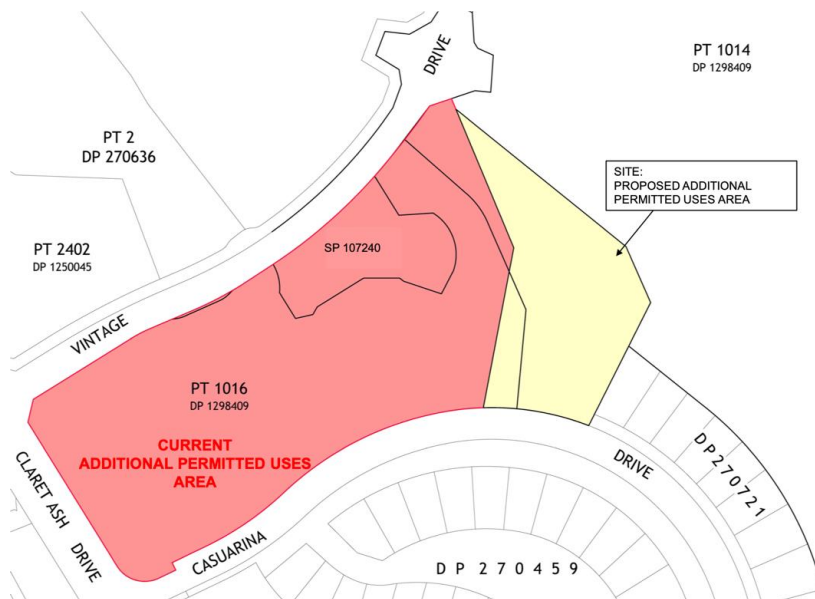 DRIVE
PT 1014
DP 1298409
PT 2
DP 270636
SITE:
PROPOSED ADDITIONAL
PERMITTED USES AREA
PT 2402
DP 1250045
SP 107240
VINTAGE
PT 1016
DP 1298409
CURRENT
ADDITIONAL PERMITTED USES
AREA
CLARET ASH
DRIVE
CASUARINA
DRIVE
DP270721
DP 270459